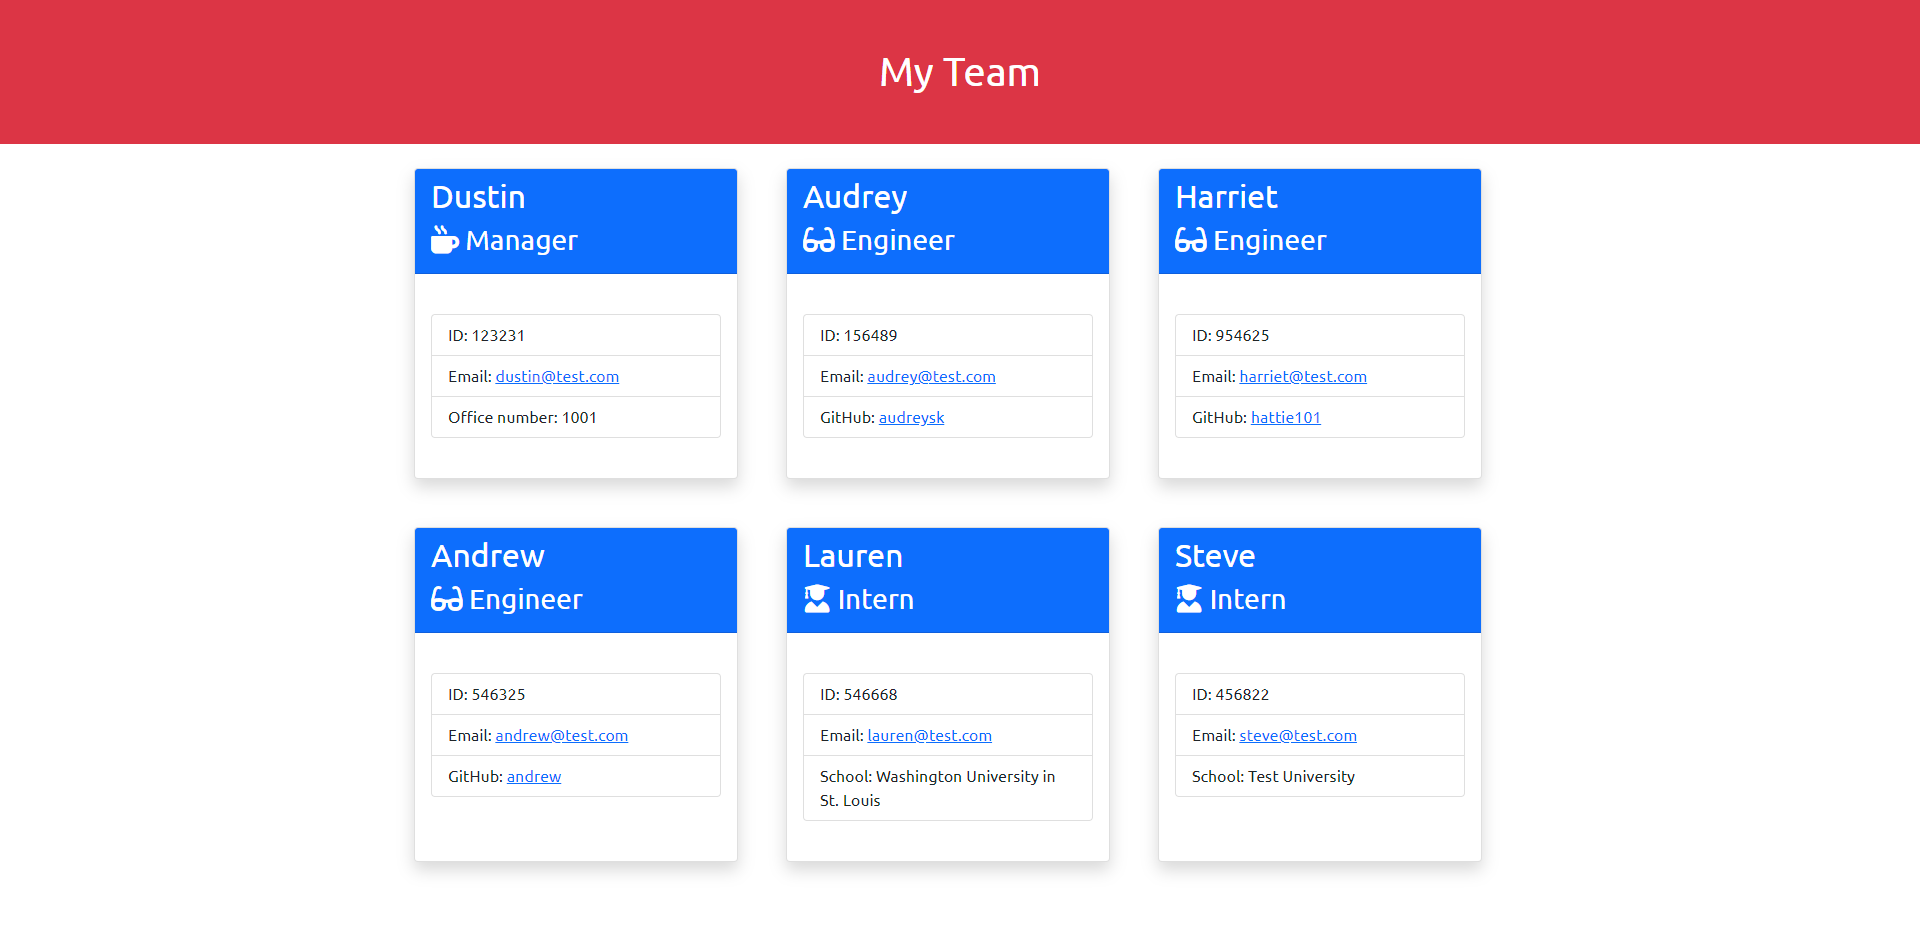 My Team
Dustin
Manager
ID: 123231
Email: dustin@test.com
Office number: 1001
Audrey
Engineer
ID: 156489
Email: audrey@test.com
GitHub: audreysk
Harriet
Engineer
ID: 954625
Email: harriet@test.com
GitHub: hattie101
Andrew
Engineer
ID: 546325
Email: andrew@test.com
GitHub: andrew
Lauren
Intern
ID: 546668
Email: lauren@test.com
School: Washington University in
St. Louis
Steve
Intern
ID: 456822
Email: steve@test.com
School: Test University